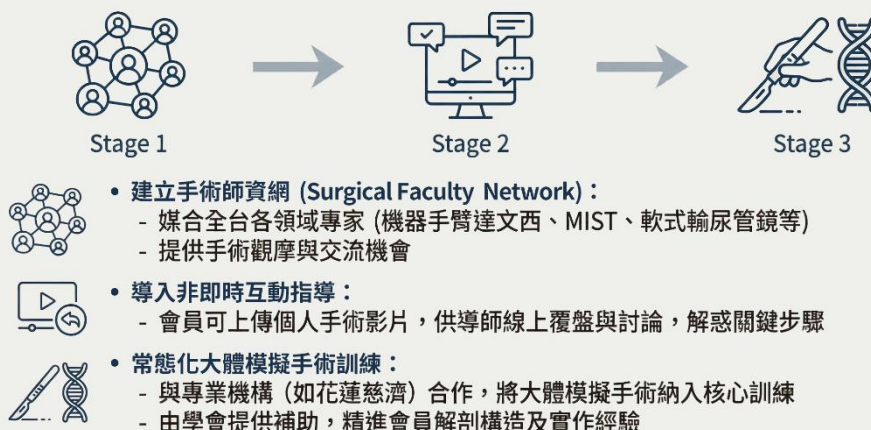 Stage 1
Stage 2
Stage 3
• 建立手術師資網 (Surgical Faculty Network)：
- 媒合全台各領域專家 (機器手臂達文西、MIST、軟式輸尿管鏡等)
- 提供手術觀摩與交流機會
• 導入非即時互動指導：
- 會員可上傳個人手術影片，供導師線上覆盤與討論，解惑關鍵步驟
• 常態化大體模擬手術訓練：
- 與專業機構（如花蓮慈濟）合作，將大體模擬手術納入核心訓練
- 由學會提供補助，精進會員解剖構造及實作經驗